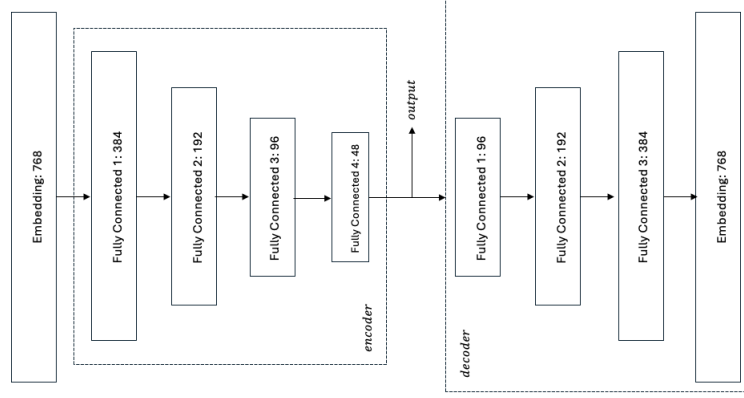 Embedding: 768
Fully Connected 1: 384
Fully Connected 2: 192
Fully Connected 3: 96
Fully Connected 4: 48
encoder
output
decoder
Fully Connected 1: 96
Fully Connected 2: 192
Fully Connected 3: 384
Embedding: 768